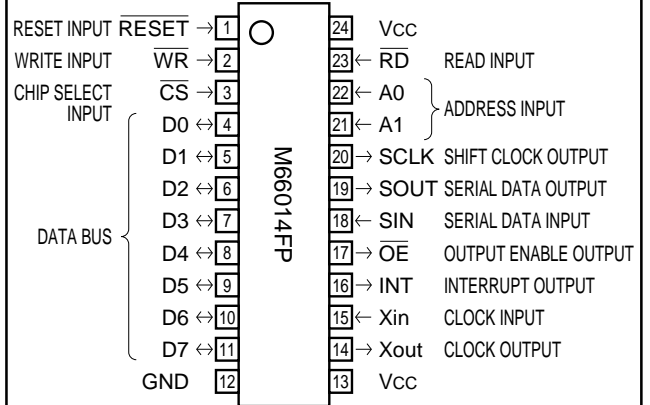 RESET INPUT RESET → 1 24 Vcc
WRITE INPUT WR → 2 23 ← RD READ INPUT
CHIP SELECT INPUT CS → 3 22 ← A0
ADDRESS INPUT
D0 ↔ 4 21 ← A1
D1 ↔ 5 20 → SCLK SHIFT CLOCK OUTPUT
D2 ↔ 6 19 → SOUT SERIAL DATA OUTPUT
M66014FP
D3 ↔ 7 18 ← SIN SERIAL DATA INPUT
DATA BUS
D4 ↔ 8 17 → OE OUTPUT ENABLE OUTPUT
D5 ↔ 9 16 → INT INTERRUPT OUTPUT
D6 ↔ 10 15 ← Xin CLOCK INPUT
D7 ↔ 11 14 → Xout CLOCK OUTPUT
GND 12 13 Vcc